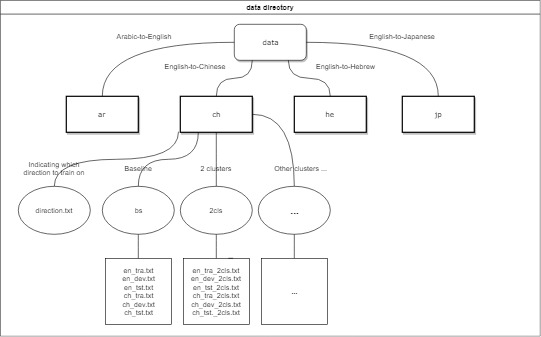 data directory
data
Arabic-to-English
English-to-Japanese
English-to-Chinese
English-to-Hebrew
ar
ch
he
jp
Indicating which
direction to train on
Baseline
2 clusters
Other clusters ...
direction.txt
bs
2cls
...
en_tra.txt
en_dev.txt
en_tst.txt
ch_tra.txt
ch_dev.txt
ch_tst.txt
en_tra_2cls.txt
en_dev_2cls.txt
en_tst_2cls.txt
ch_tra_2cls.txt
ch_dev_2cls.txt
ch_tst._2cls.txt
...